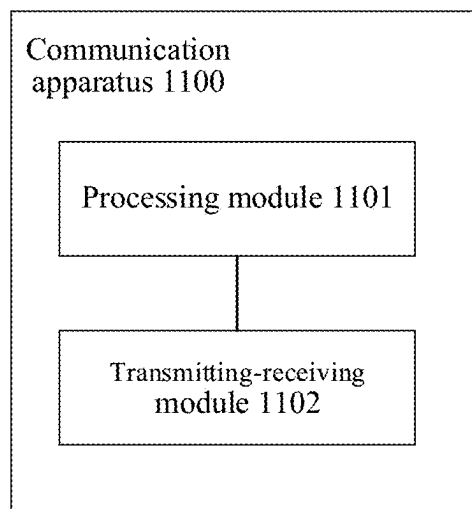 Communication
apparatus 1100
Processing module 1101
Transmitting-receiving
module 1102